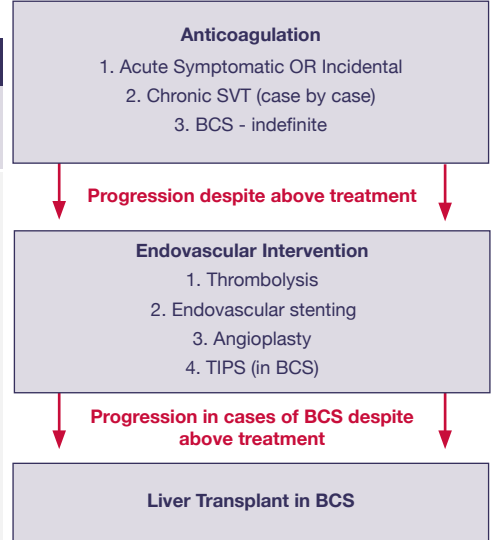 Anticoagulation
1. Acute Symptomatic OR Incidental
2. Chronic SVT (case by case)
3. BCS - indefinite
Progression despite above treatment
Endovascular Intervention
1. Thrombolysis
2. Endovascular stenting
3. Angioplasty
4. TIPS (in BCS)
Progression in cases of BCS despite
above treatment
Liver Transplant in BCS